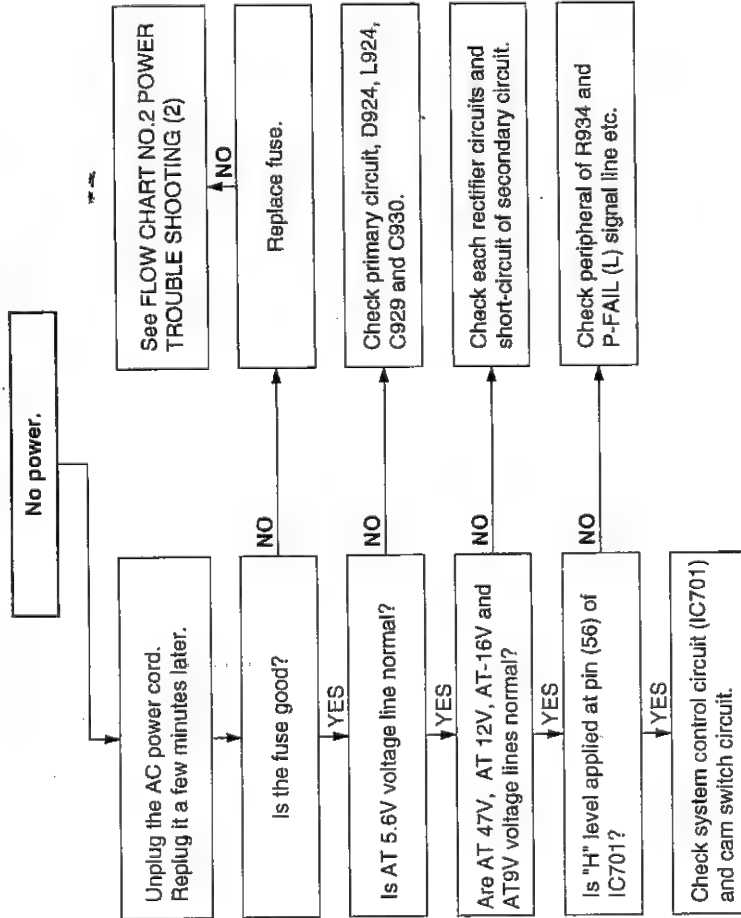 No power.
Unplug the AC power cord.
Replug it a few minutes later.
Is the fuse good?
NO
Replace fuse.
NO
See FLOW CHART NO.2 POWER
TROUBLE SHOOTING (2)
YES
Is AT 5.6V voltage line normal?
NO
Check primary circuit, D924, L924,
C929 and C930.
YES
Are AT 47V, AT 12V, AT-16V and
AT9V voltage lines normal?
NO
Check each rectifier circuits and
short-circuit of secondary circuit.
YES
Is "H" level applied at pin (56) of
IC701?
NO
Check peripheral of R934 and
P-FAIL (L) signal line etc.
YES
Check system control circuit (IC701)
and cam switch circuit.